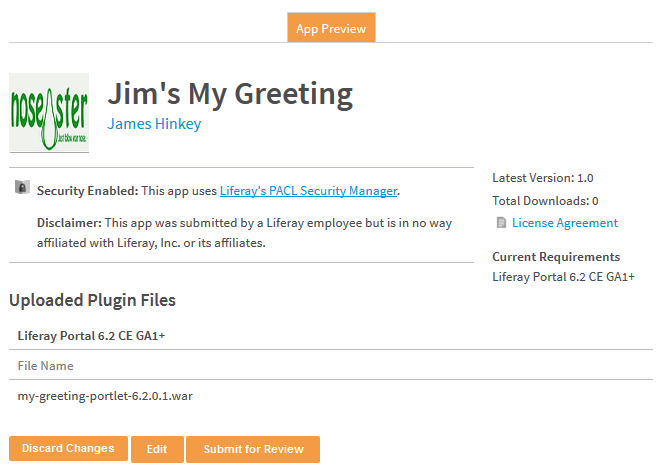 App Preview
nose ster
Just blow your nose.
Jim's My Greeting
James Hinkey
Security Enabled: This app uses Liferay's PACL Security Manager.
Disclaimer: This app was submitted by a Liferay employee but is in no way
affiliated with Liferay, Inc. or its affiliates.
Latest Version: 1.0
Total Downloads: 0
License Agreement
Current Requirements
Liferay Portal 6.2 CE GA1+
Uploaded Plugin Files
Liferay Portal 6.2 CE GA1+
File Name
my-greeting-portlet-6.2.0.1.war
Discard Changes
Edit
Submit for Review